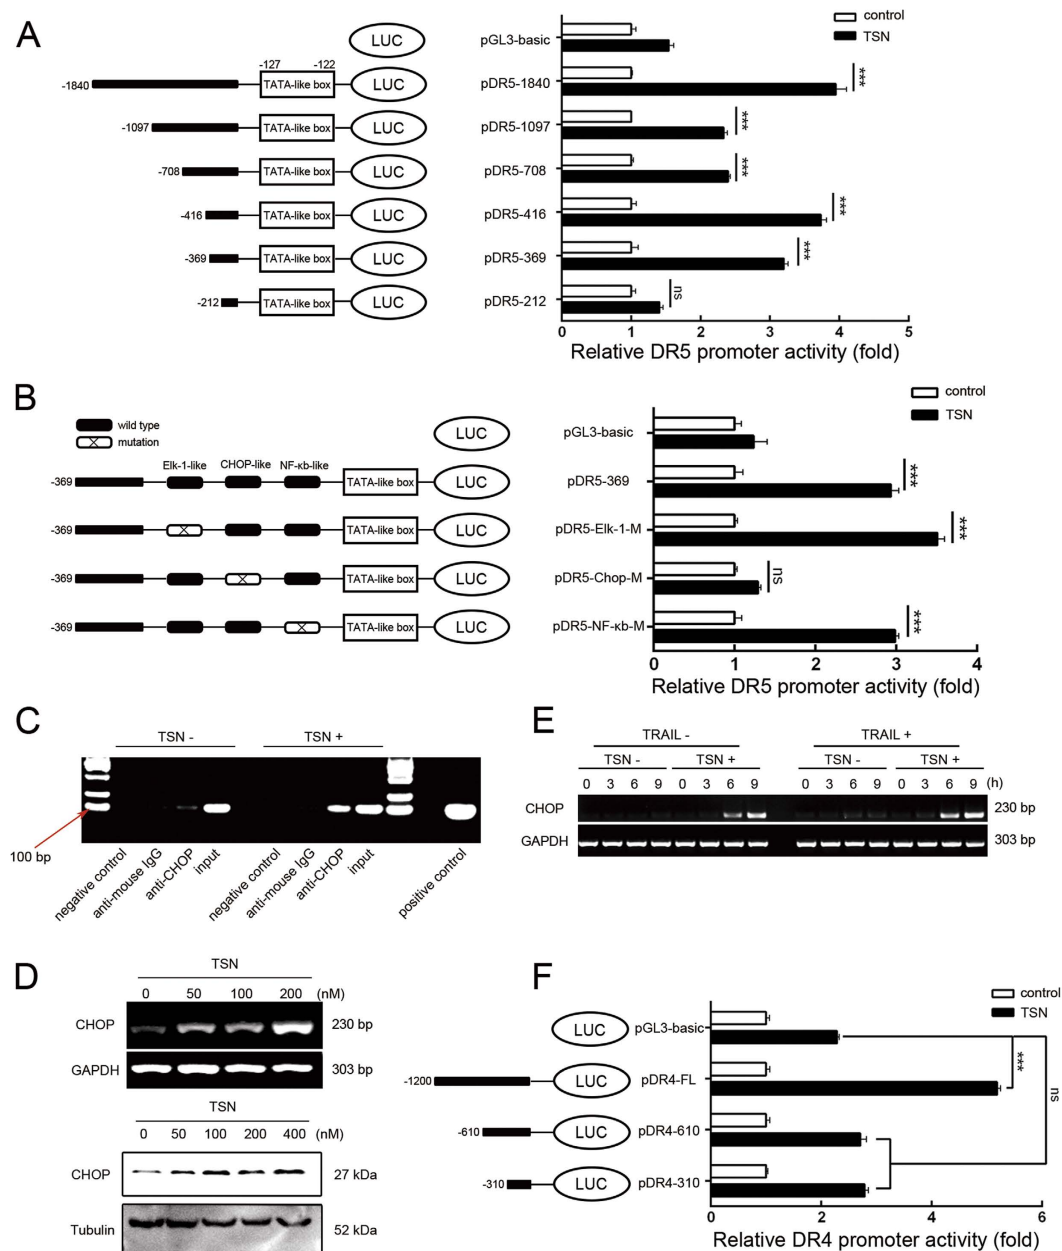 A
control
TSN
LUC
pGL3-basic
-127 -122
-1840 TATA-like box LUC pDR5-1840 ***
-1097 TATA-like box LUC pDR5-1097 ***
-708 TATA-like box LUC pDR5-708 ***
-416 TATA-like box LUC pDR5-416 ***
-369 TATA-like box LUC pDR5-369 ***
-212 TATA-like box LUC pDR5-212 ns
0 1 2 3 4 5
Relative DR5 promoter activity (fold)
B
control
TSN
wild type
mutation
LUC pGL3-basic
Elk-1-like CHOP-like NF-κb-like
-369 TATA-like box LUC pDR5-369 ***
-369 TATA-like box LUC pDR5-Elk-1-M ***
-369 TATA-like box LUC pDR5-Chop-M ns
-369 TATA-like box LUC pDR5-NF-κb-M ***
0 1 2 3 4
Relative DR5 promoter activity (fold)
C
TSN - TSN +
100 bp
negative control
anti-mouse IgG
anti-CHOP
input
negative control
anti-mouse IgG
anti-CHOP
input
positive control
E
TRAIL - TRAIL +
TSN - TSN + TSN - TSN +
0 3 6 9 0 3 6 9 0 3 6 9 0 3 6 9 (h)
CHOP 230 bp
GAPDH 303 bp
D
TSN
0 50 100 200 (nM)
CHOP 230 bp
GAPDH 303 bp
TSN
0 50 100 200 400 (nM)
CHOP 27 kDa
Tubulin 52 kDa
F
control
TSN
LUC pGL3-basic
-1200 LUC pDR4-FL ***
-610 LUC pDR4-610 ns
-310 LUC pDR4-310
0 2 4 6
Relative DR4 promoter activity (fold)